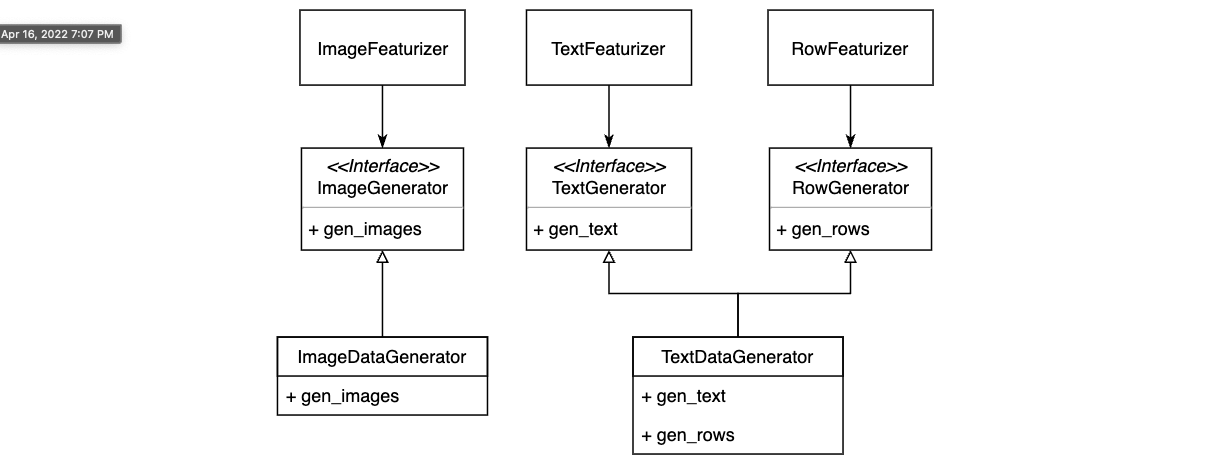 Apr 16, 2022 7:07 PM
ImageFeaturizer
TextFeaturizer
RowFeaturizer
<<Interface>>
ImageGenerator
+ gen_images
<<Interface>>
TextGenerator
+ gen_text
<<Interface>>
RowGenerator
+ gen_rows
ImageDataGenerator
+ gen_images
TextDataGenerator
+ gen_text
+ gen_rows